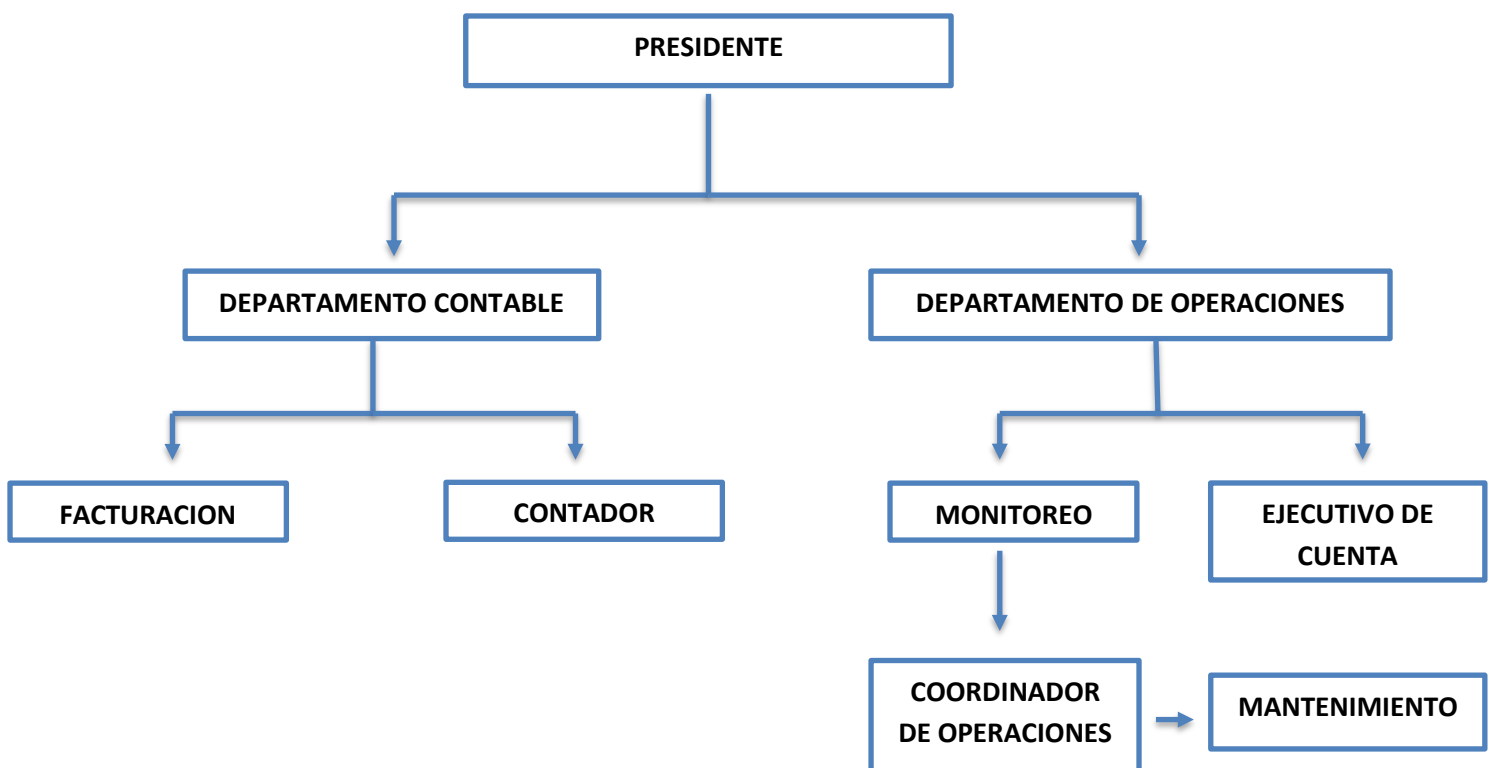 PRESIDENTE
DEPARTAMENTO CONTABLE
DEPARTAMENTO DE OPERACIONES
FACTURACION
CONTADOR
MONITOREO
EJECUTIVO DE
CUENTA
COORDINADOR
DE OPERACIONES
MANTENIMIENTO